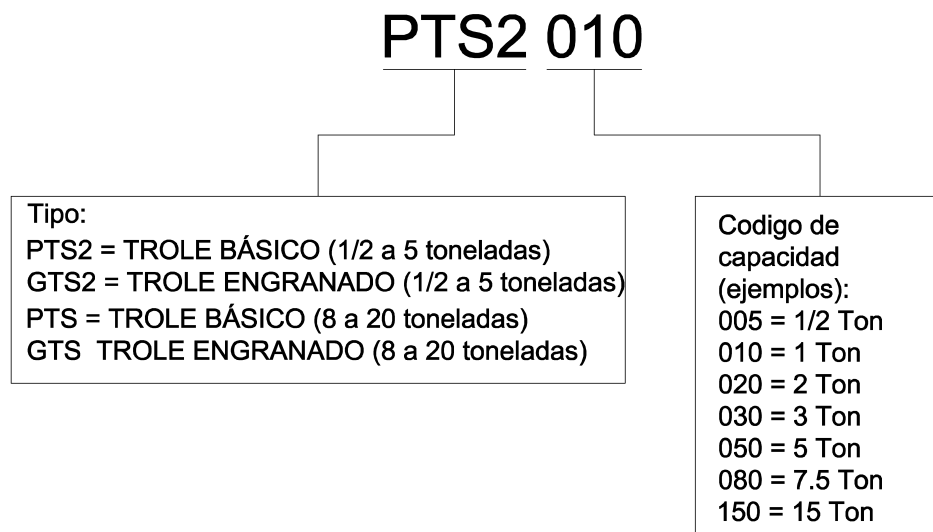 PTS2 010
Tipo:
PTS2 = TROLE BÁSICO (1/2 a 5 toneladas)
GTS2 = TROLE ENGRANADO (1/2 a 5 toneladas)
PTS = TROLE BÁSICO (8 a 20 toneladas)
GTS TROLE ENGRANADO (8 a 20 toneladas)
Codigo de
capacidad
(ejemplos):
005 = 1/2 Ton
010 = 1 Ton
020 = 2 Ton
030 = 3 Ton
050 = 5 Ton
080 = 7.5 Ton
150 = 15 Ton